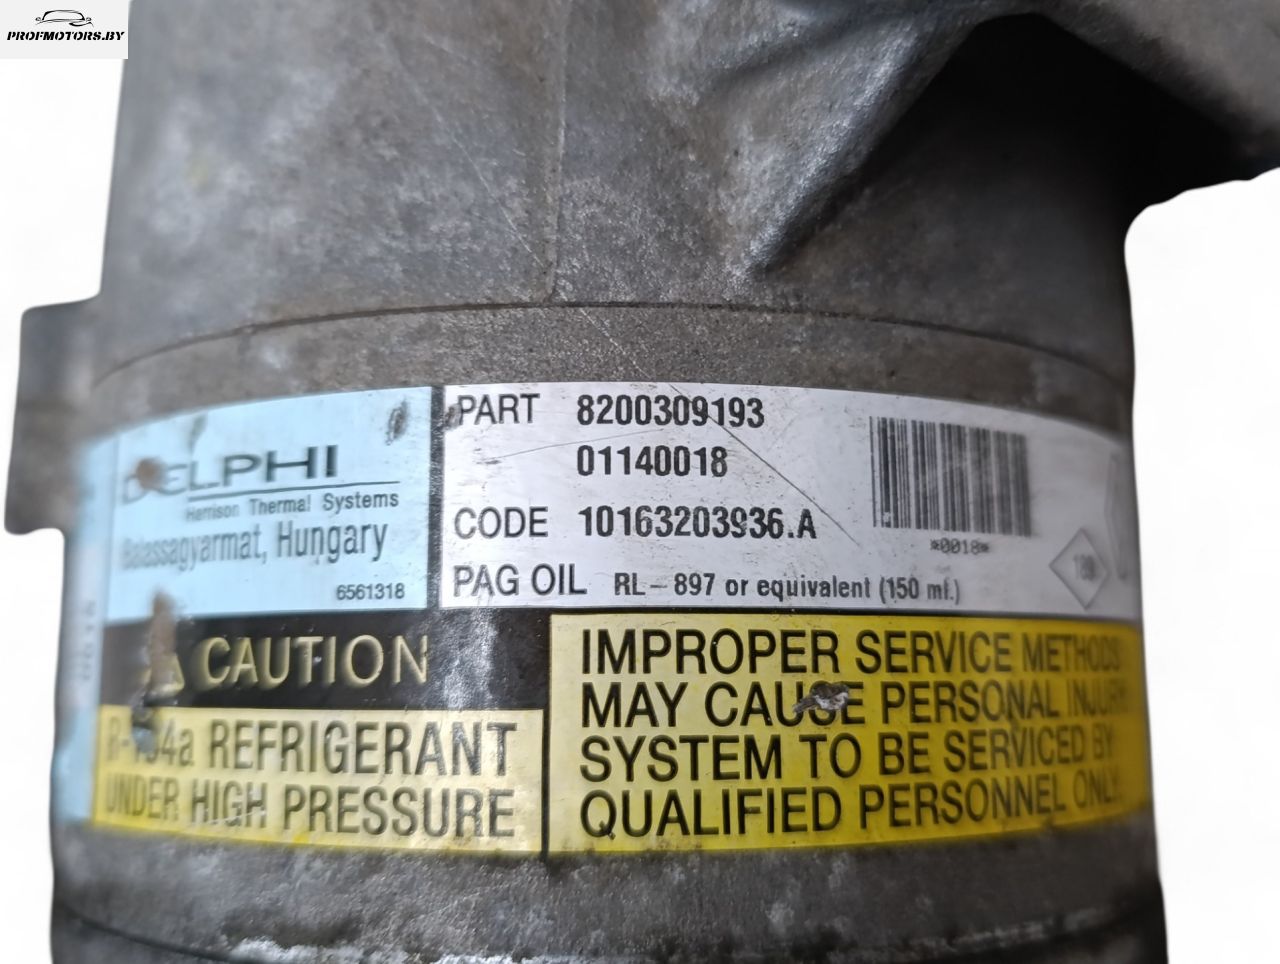 PROFMOTORS.BY
DELPHI
Harrison Thermal Systems
Balassagyarmat, Hungary
6561318
PART 8200309193
01140018
CODE 10163203936.A
*0018*
PAG OIL RL-897 or equivalent (150 ml.)
CAUTION
R-134a REFRIGERANT
UNDER HIGH PRESSURE
IMPROPER SERVICE METHODS
MAY CAUSE PERSONAL INJURY
SYSTEM TO BE SERVICED BY
QUALIFIED PERSONNEL ONLY